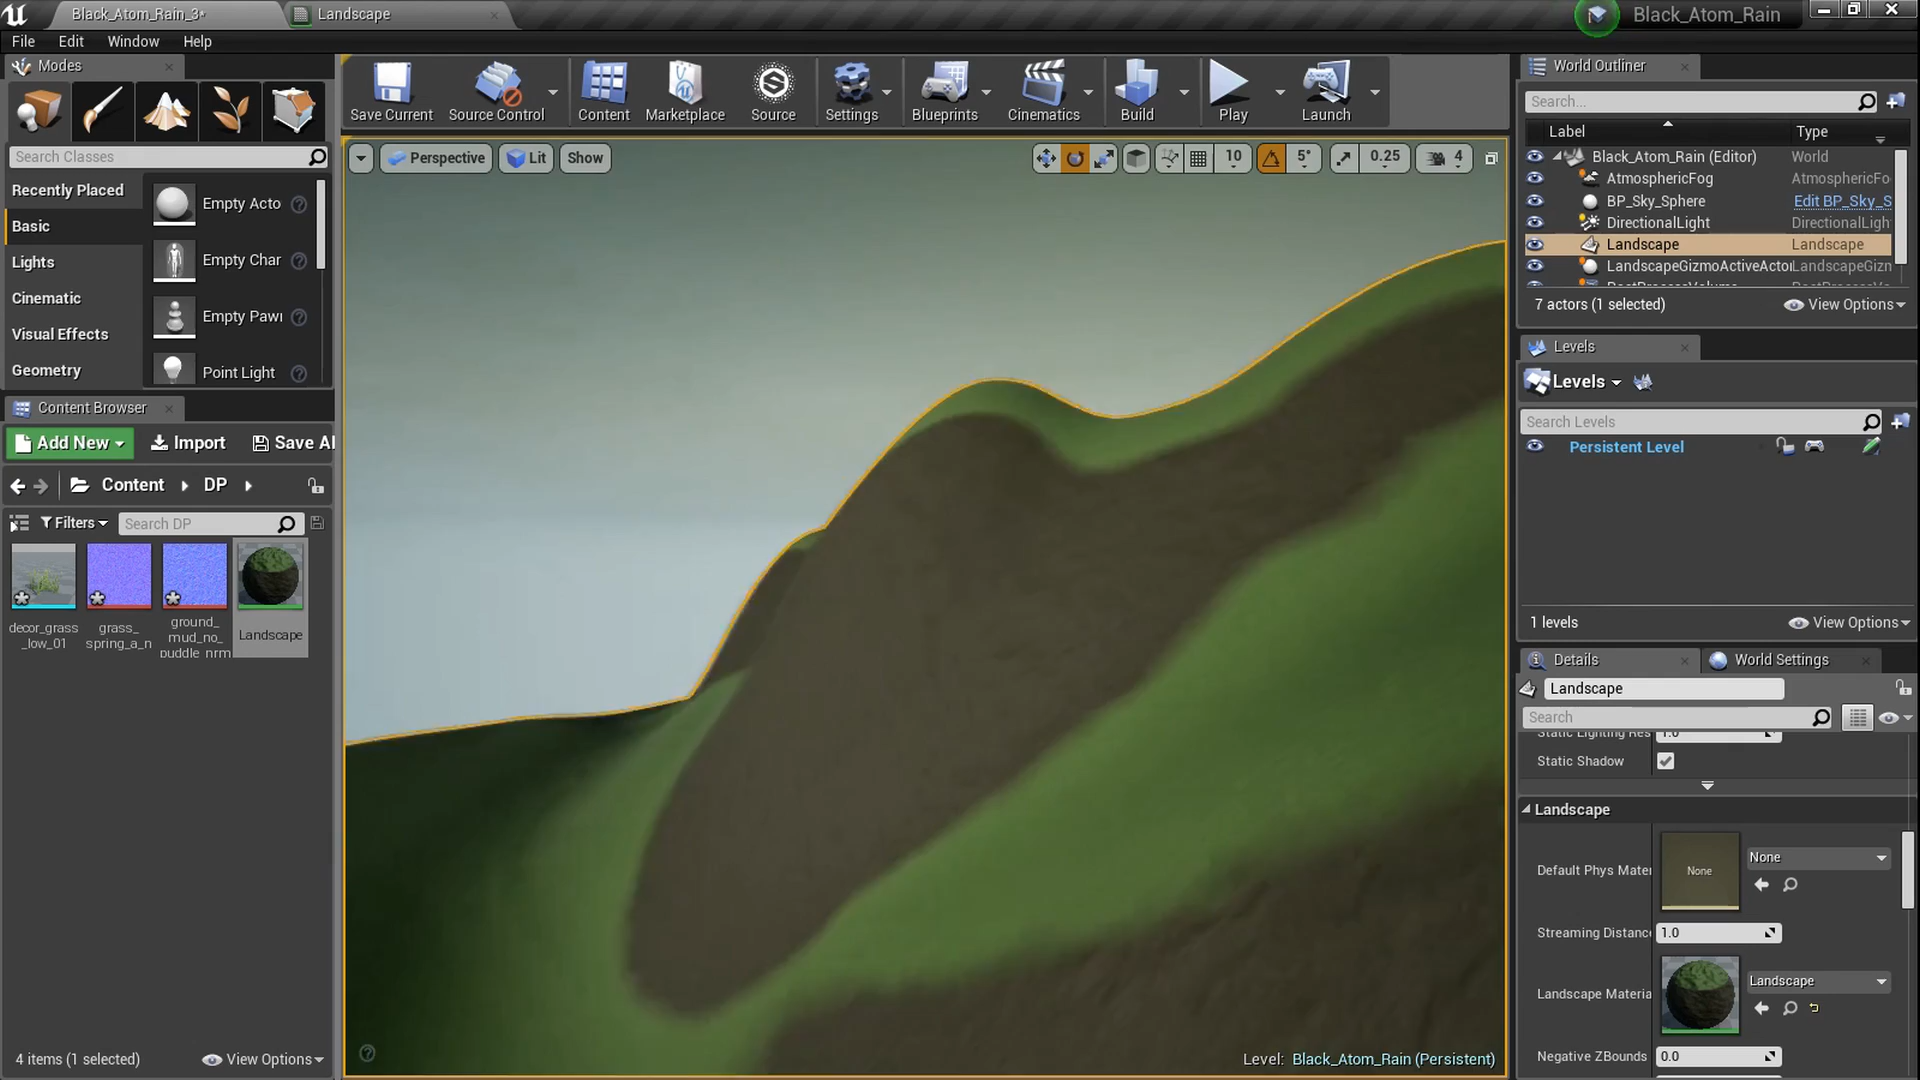 Black_Atom_Rain_3*
Landscape
Black_Atom_Rain
File
Edit
Window
Help
Modes
Search Classes
Recently Placed
Basic
Lights
Cinematic
Visual Effects
Geometry
Empty Acto
Empty Char
Empty Pawn
Point Light
Content Browser
Add New
Import
Save Al
Content
DP
Filters
Search DP
decor_grass
_low_01
grass_
spring_a_n
ground_
mud_no_
puddle_nrm
Landscape
4 items (1 selected)
View Options
Save Current
Source Control
Content
Marketplace
Source
Settings
Blueprints
Cinematics
Build
Play
Launch
Perspective
Lit
Show
10
5°
0.25
4
Level: Black_Atom_Rain (Persistent)
World Outliner
Search...
Label
Type
Black_Atom_Rain (Editor)
World
AtmosphericFog
AtmosphericFo
BP_Sky_Sphere
Edit BP_Sky_S
DirectionalLight
DirectionalLigh
Landscape
Landscape
LandscapeGizmoActiveActor
LandscapeGizn
7 actors (1 selected)
View Options
Levels
Levels
Search Levels
Persistent Level
1 levels
View Options
Details
World Settings
Landscape
Search
Static Lighting Res
1.0
Static Shadow
Landscape
Default Phys Mater
None
None
Streaming Distance
1.0
Landscape Materia
Landscape
Negative ZBounds
0.0